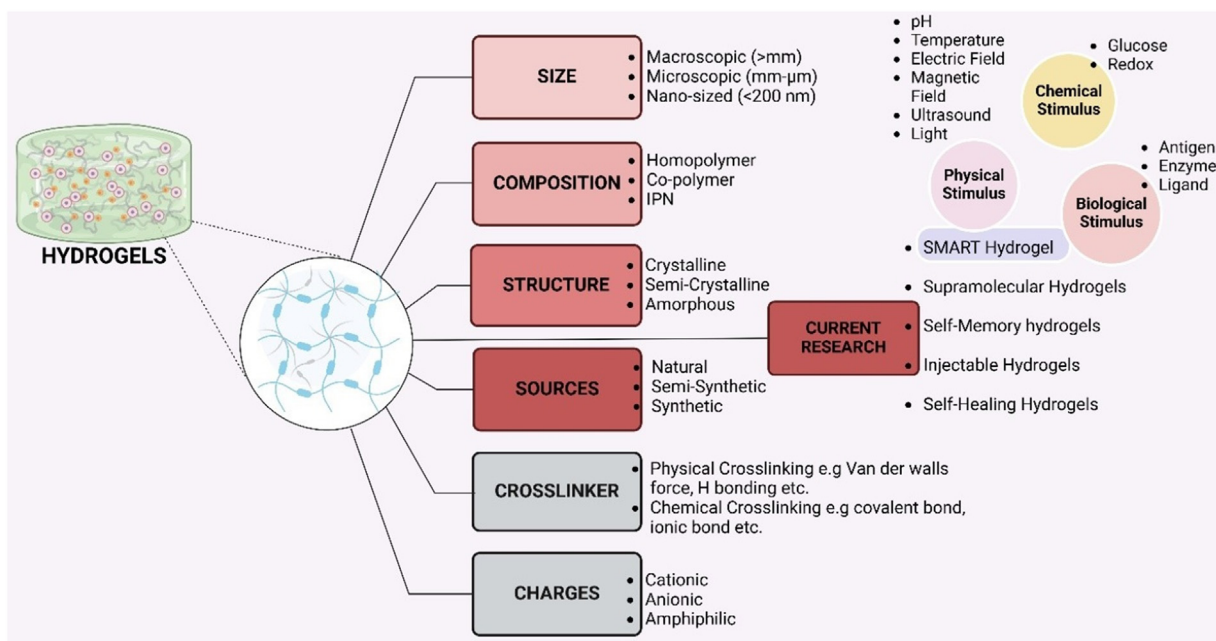 HYDROGELS
SIZE
• Macroscopic (>mm)
• Microscopic (mm-µm)
• Nano-sized (<200 nm)
COMPOSITION
• Homopolymer
• Co-polymer
• IPN
STRUCTURE
• Crystalline
• Semi-Crystalline
• Amorphous
SOURCES
• Natural
• Semi-Synthetic
• Synthetic
CROSSLINKER
• Physical Crosslinking e.g Van der walls
force, H bonding etc.
• Chemical Crosslinking e.g covalent bond,
ionic bond etc.
CHARGES
• Cationic
• Anionic
• Amphiphilic
CURRENT
RESEARCH
• SMART Hydrogel
• Supramolecular Hydrogels
• Self-Memory hydrogels
• Injectable Hydrogels
• Self-Healing Hydrogels
Physical
Stimulus
• pH
• Temperature
• Electric Field
• Magnetic
Field
• Ultrasound
• Light
Chemical
Stimulus
• Glucose
• Redox
Biological
Stimulus
• Antigen
• Enzyme
• Ligand